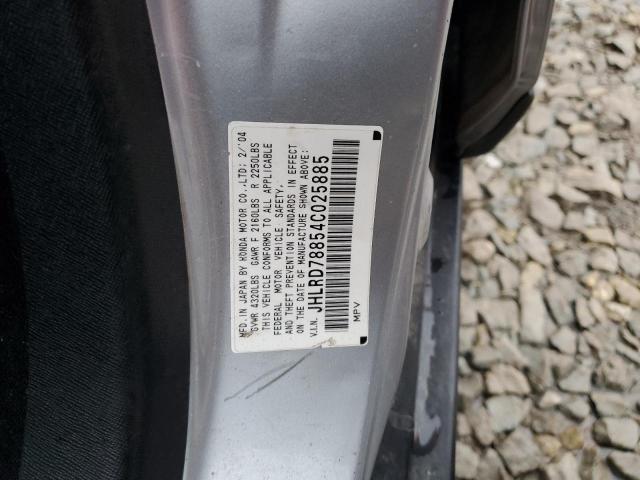 MFD.IN JAPAN BY HONDA MOTOR CO.,LTD: 2/'04
GVWR 4320LBS GAWR F 2160LBS R 2250LBS
THIS VEHICLE CONFORMS TO ALL APPLICABLE
FEDERAL MOTOR VEHICLE SAFETY,
AND THEFT PREVENTION STANDARDS IN EFFECT
ON THE DATE OF MANUFACTURE SHOWN ABOVE:
V.I.N. JHLRD78854C025885
MPV